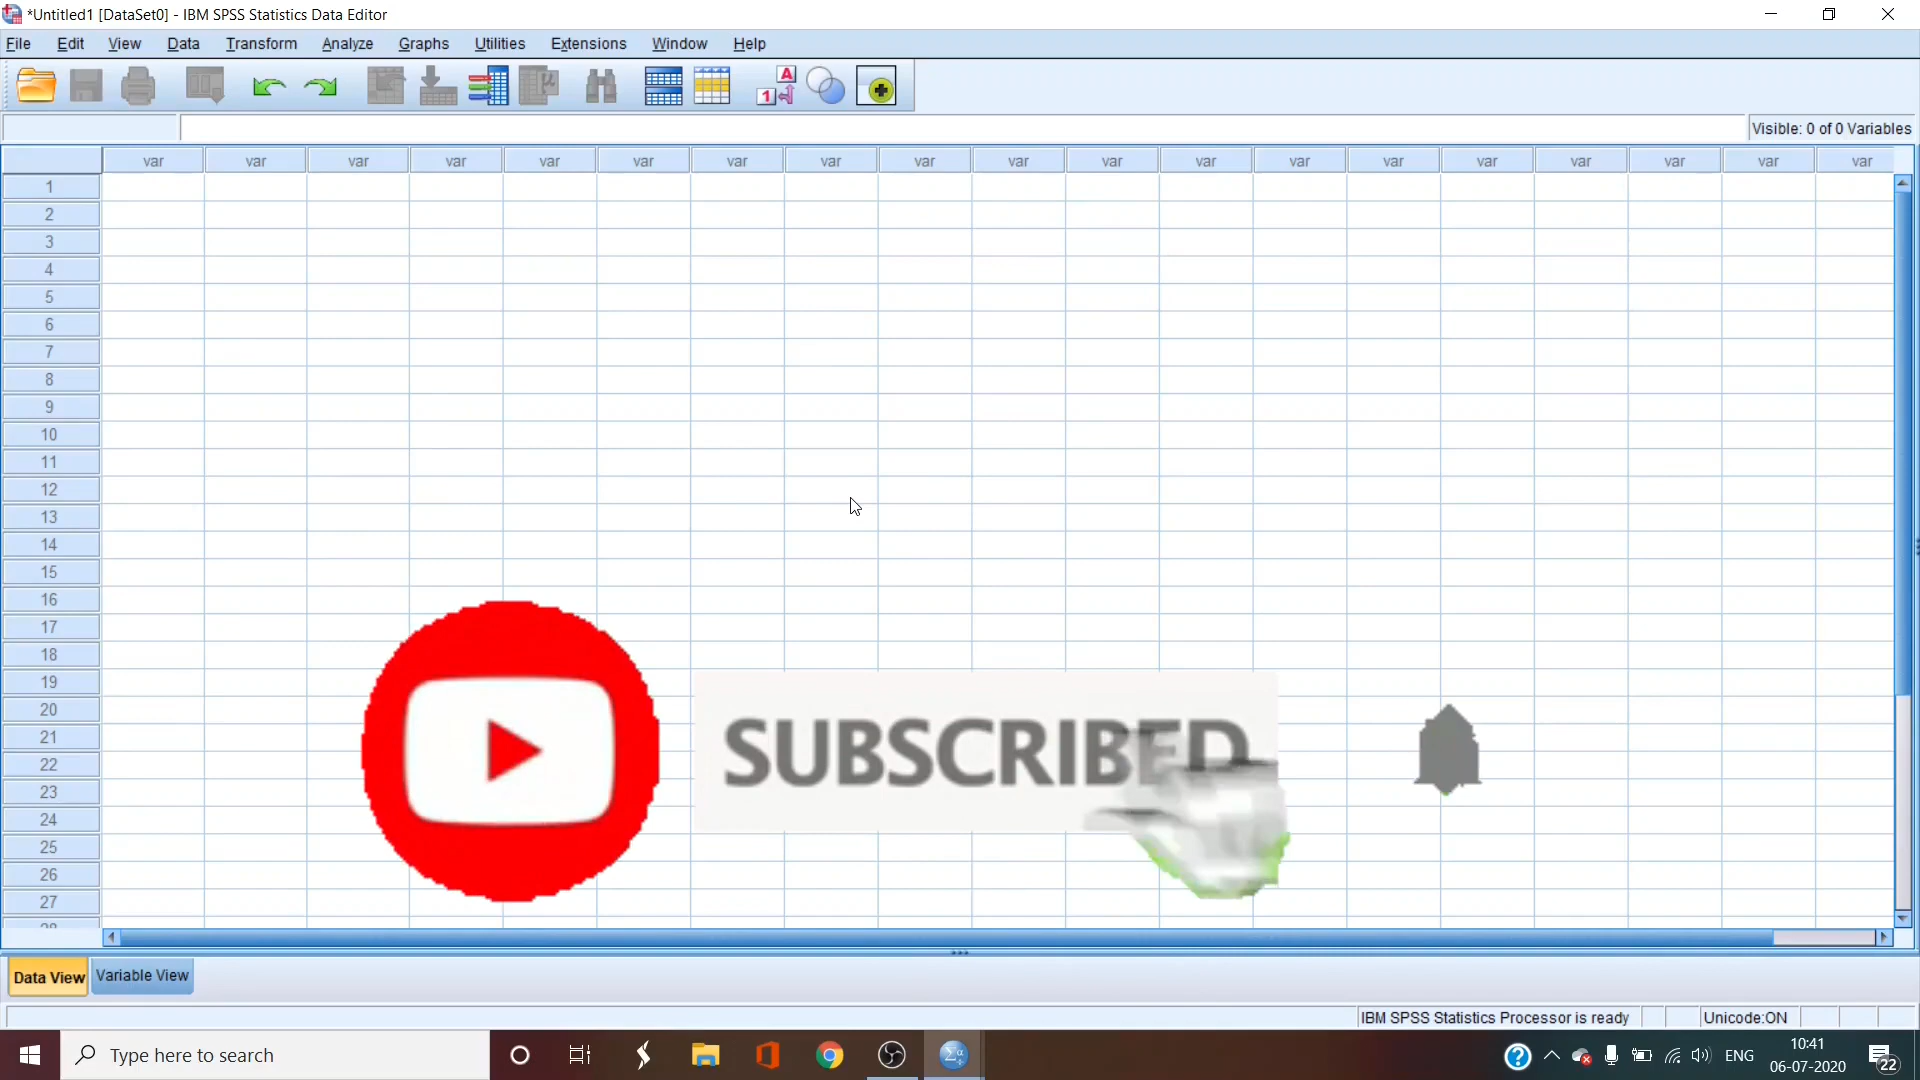 *Untitled1 [DataSet0] - IBM SPSS Statistics Data Editor
File Edit View Data Transform Analyze Graphs Utilities Extensions Window Help
A
1
μ
Visible: 0 of 0 Variables
var var var var var var var var var var var var var var var var var var var
1
2
3
4
5
6
7
8
9
10
11
12
13
14
15
16
17
18
19
20
21
22
23
24
25
26
27
28
SUBSCRIBED
Data View Variable View
IBM SPSS Statistics Processor is ready Unicode:ON
Type here to search
Σα
ENG
10:41
06-07-2020
22